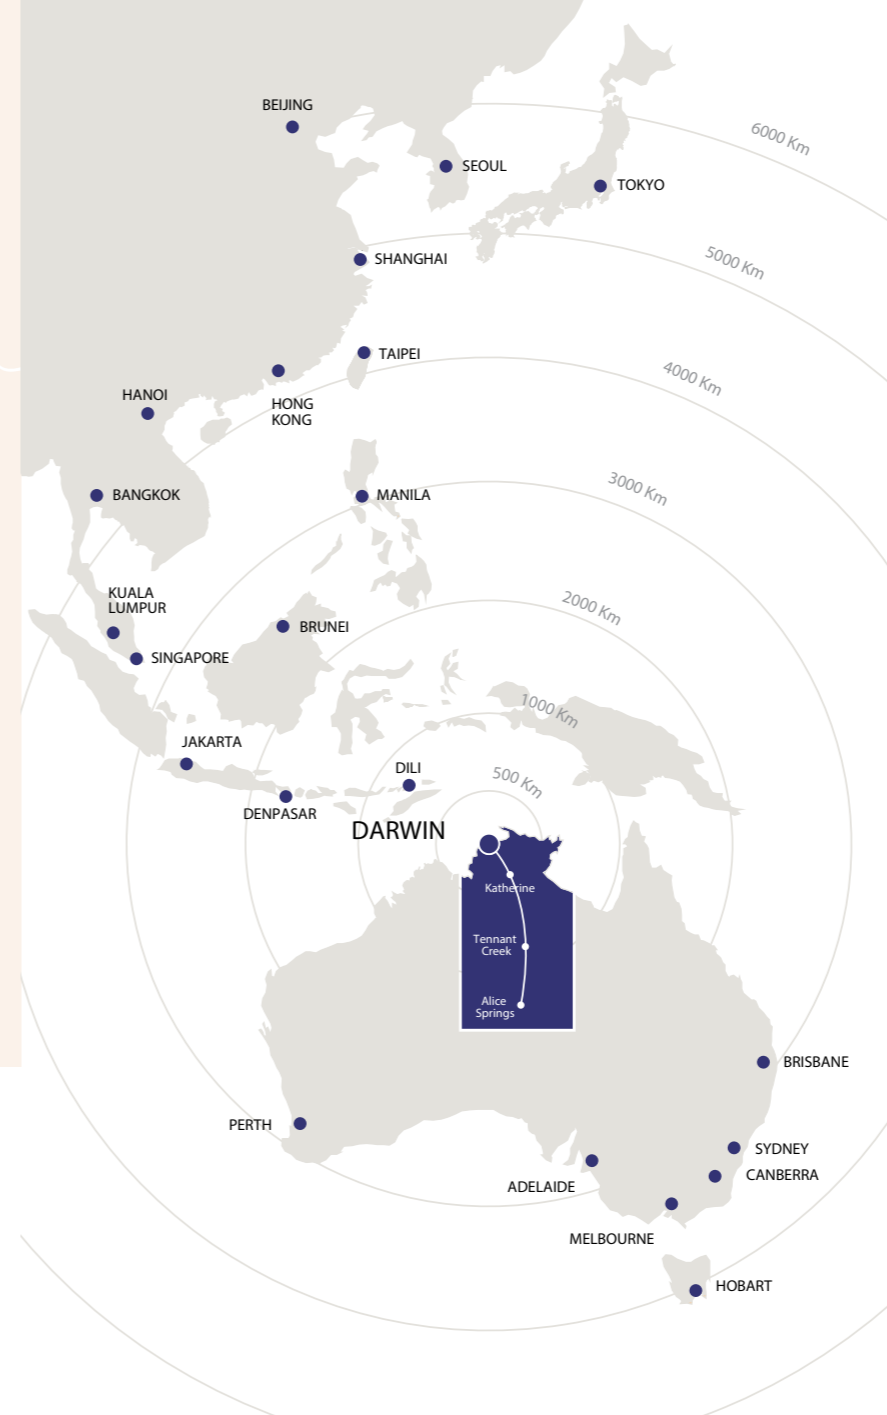 BEIJING
6000 Km
SEOUL
TOKYO
SHANGHAI
5000 Km
TAIPEI
4000 Km
HANOI
HONG
KONG
BANGKOK
MANILA
3000 Km
KUALA
LUMPUR
2000 Km
BRUNEI
SINGAPORE
1000 Km
JAKARTA
DILI
500 Km
DENPASAR
DARWIN
Katherine
Tennant
Creek
Alice
Springs
BRISBANE
PERTH
SYDNEY
CANBERRA
ADELAIDE
MELBOURNE
HOBART